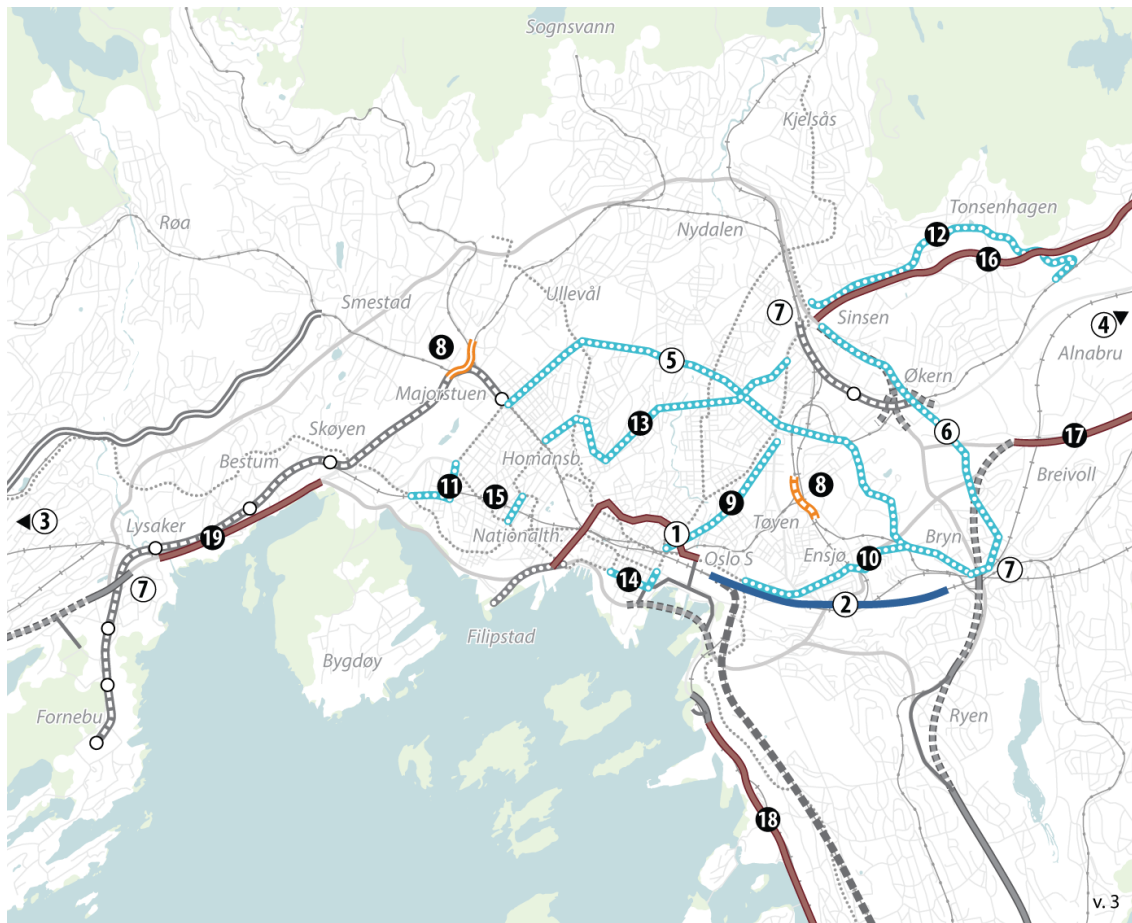 Sognsvann
Kjelsås
Tonsenhagen
Røa
Nydalen
12
16
Ullevål
Smestad
7
Sinsen
4
8
5
Alnabru
Majorstuen
Økern
13
6
17
Skøyen
Homansb.
Bestum
11
15
8
9
Breivoll
3
Lysaker
19
Nationalth.
1
Tøyen
Bryn
Oslo S
Ensjø
10
7
14
7
2
Filipstad
Bygdøy
Fornebu
Ryen
18
v. 3